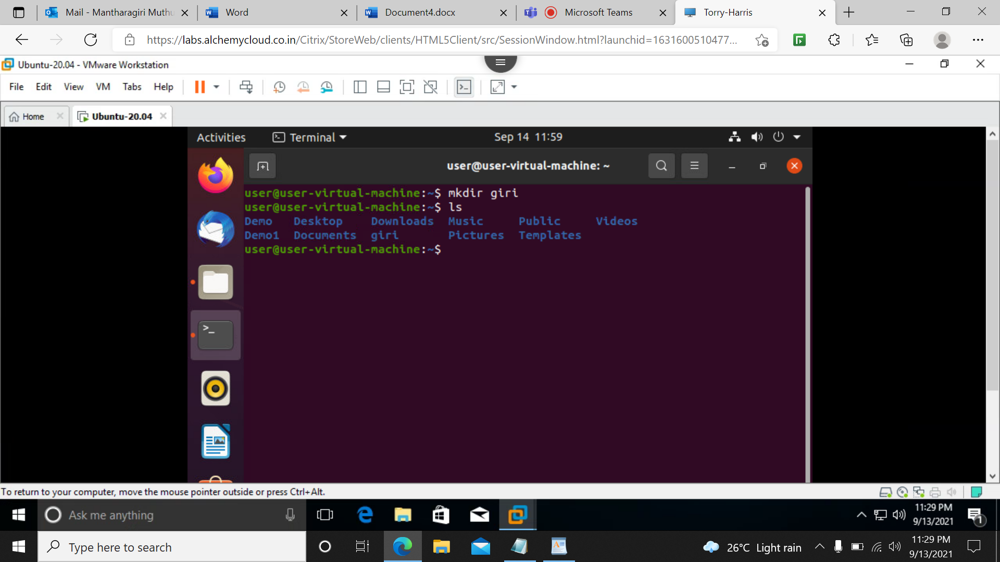 Mail - Mantharagiri Muthu
Word
Document4.docx
Microsoft Teams
Torry-Harris
https://labs.alchemycloud.co.in/Citrix/StoreWeb/clients/HTML5Client/src/SessionWindow.html?launchid=1631600510477...
Ubuntu-20.04 - VMware Workstation
File Edit View VM Tabs Help
Home
Ubuntu-20.04
Activities
Terminal
Sep 14 11:59
user@user-virtual-machine: ~
user@user-virtual-machine:~$ mkdir giri
user@user-virtual-machine:~$ ls
Demo Desktop Downloads Music Public Videos
Demo1 Documents giri Pictures Templates
user@user-virtual-machine:~$
To return to your computer, move the mouse pointer outside or press Ctrl+Alt.
Ask me anything
11:29 PM
9/13/2021
1
Type here to search
26°C Light rain
11:29 PM
9/13/2021